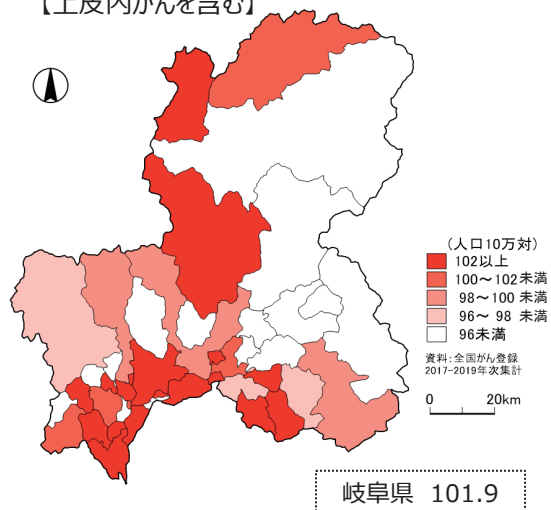 【上皮内がんを含む】
(人口10万対)
102以上
100～102未満
98～100 未満
96～ 98 未満
96未満
資料:全国がん登録
2017-2019年次集計
0 20km
岐阜県 101.9